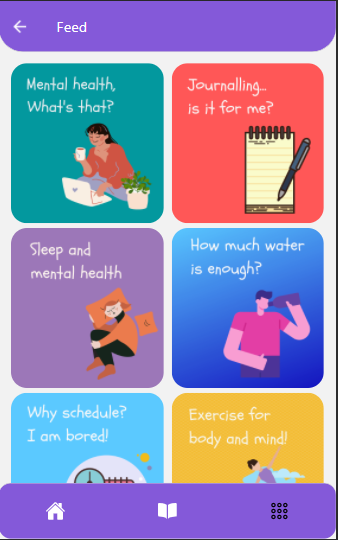 Feed
Mental health,
What's that?
Journalling...
is it for me?
Sleep and
mental health
How much water
is enough?
Why schedule?
I am bored!
Exercise for
body and mind!